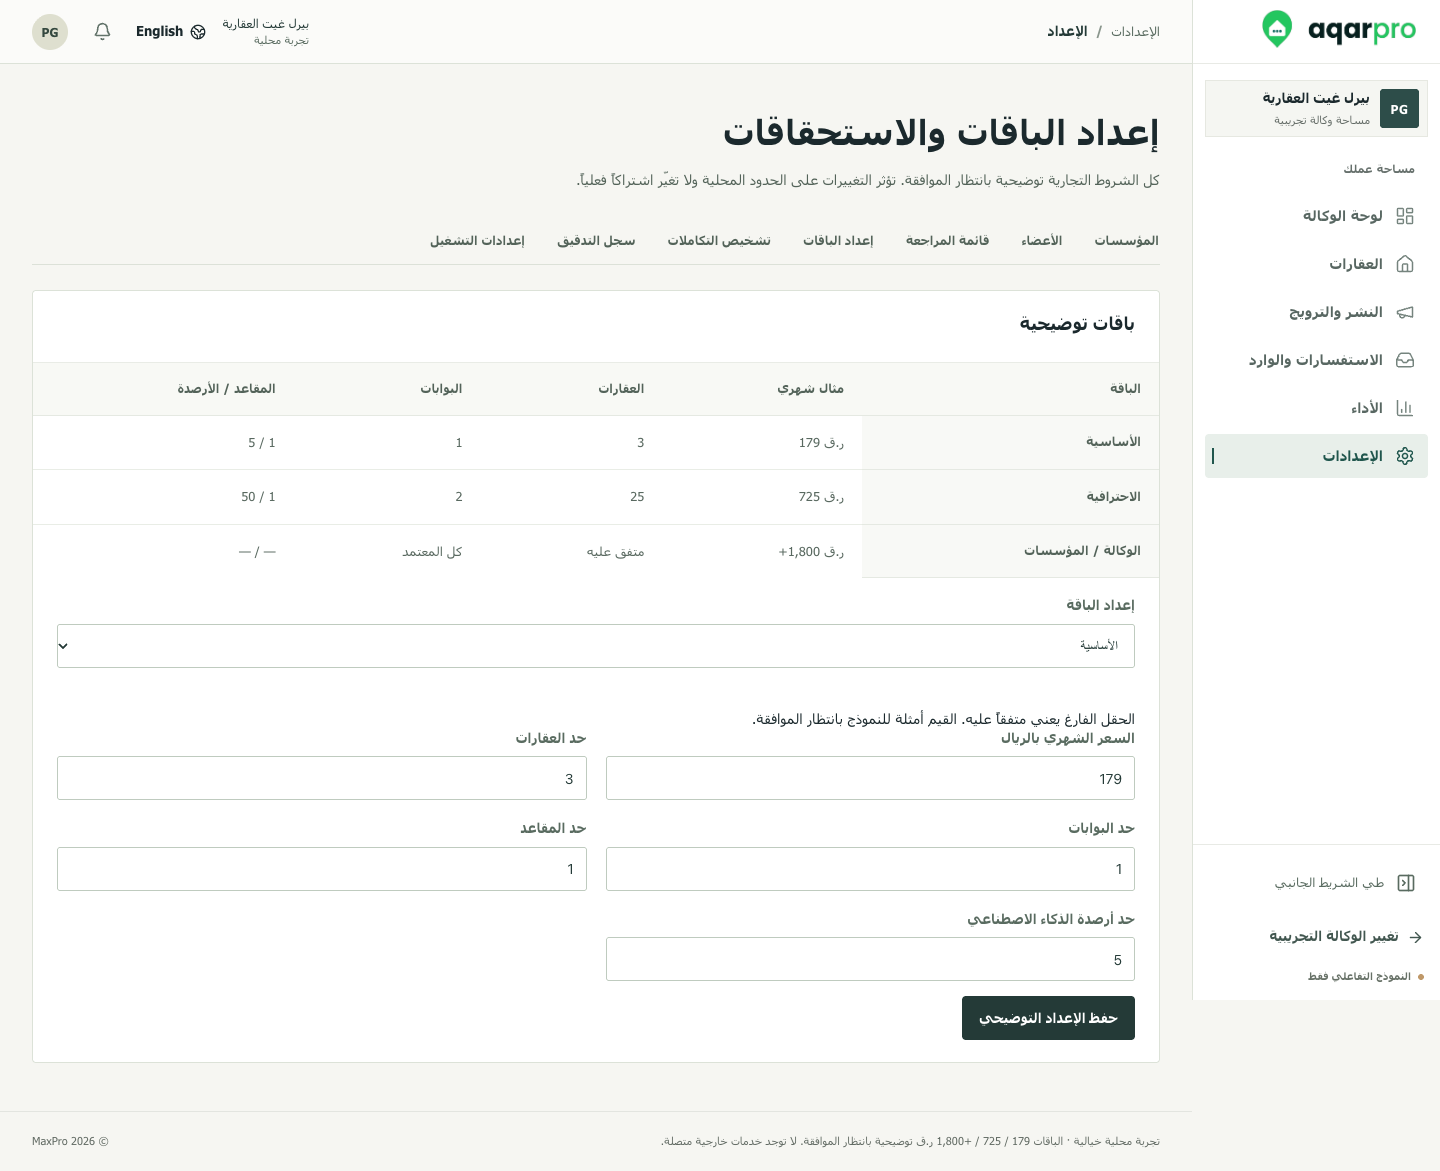 aqarpro
الإعدادات / الإعداد
بيرل غيت العقارية
تجربة محلية
English
PG
PG
بيرل غيت العقارية
مساحة وكالة تجريبية
مساحة عملك
لوحة الوكالة
العقارات
النشر والترويج
الاستفسارات والوارد
الأداء
الإعدادات
طي الشريط الجانبي
تغيير الوكالة التجريبية
النموذج التفاعلي فقط
إعداد الباقات والاستحقاقات
كل الشروط التجارية توضيحية بانتظار الموافقة. تؤثر التغييرات على الحدود المحلية ولا تغيّر اشتراكاً فعلياً.
المؤسسات الأعضاء قائمة المراجعة إعداد الباقات تشخيص التكاملات سجل التدقيق إعدادات التشغيل
باقات توضيحية
الباقة مثال شهري العقارات البوابات المقاعد / الأرصدة
الأساسية ر.ق 179 3 1 1 / 5
الاحترافية ر.ق 725 25 2 1 / 50
الوكالة / المؤسسات ر.ق 1,800+ متفق عليه كل المعتمد — / —
إعداد الباقة
الأساسية
الحقل الفارغ يعني متفقاً عليه. القيم أمثلة للنموذج بانتظار الموافقة.
السعر الشهري بالريال حد العقارات
179 3
حد البوابات حد المقاعد
1 1
حد أرصدة الذكاء الاصطناعي
5
حفظ الإعداد التوضيحي
تجربة محلية خيالية · الباقات 179 / 725 / 1,800+ ر.ق توضيحية بانتظار الموافقة. لا توجد خدمات خارجية متصلة.
© 2026 MaxPro